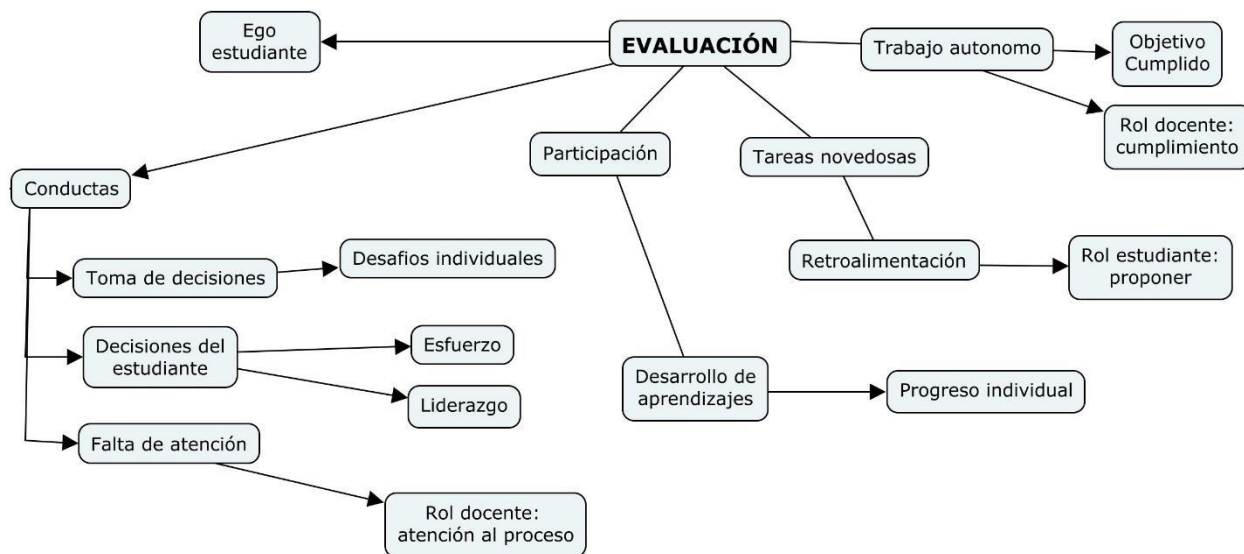 Ego
estudiante
EVALUACIÓN
Trabajo autonomo
Objetivo
Cumplido
Rol docente:
cumplimiento
Participación
Tareas novedosas
Conductas
Toma de decisiones
Desafios individuales
Retroalimentación
Rol estudiante:
proponer
Decisiones del
estudiante
Esfuerzo
Liderazgo
Desarrollo de
aprendizajes
Progreso individual
Falta de atención
Rol docente:
atención al proceso